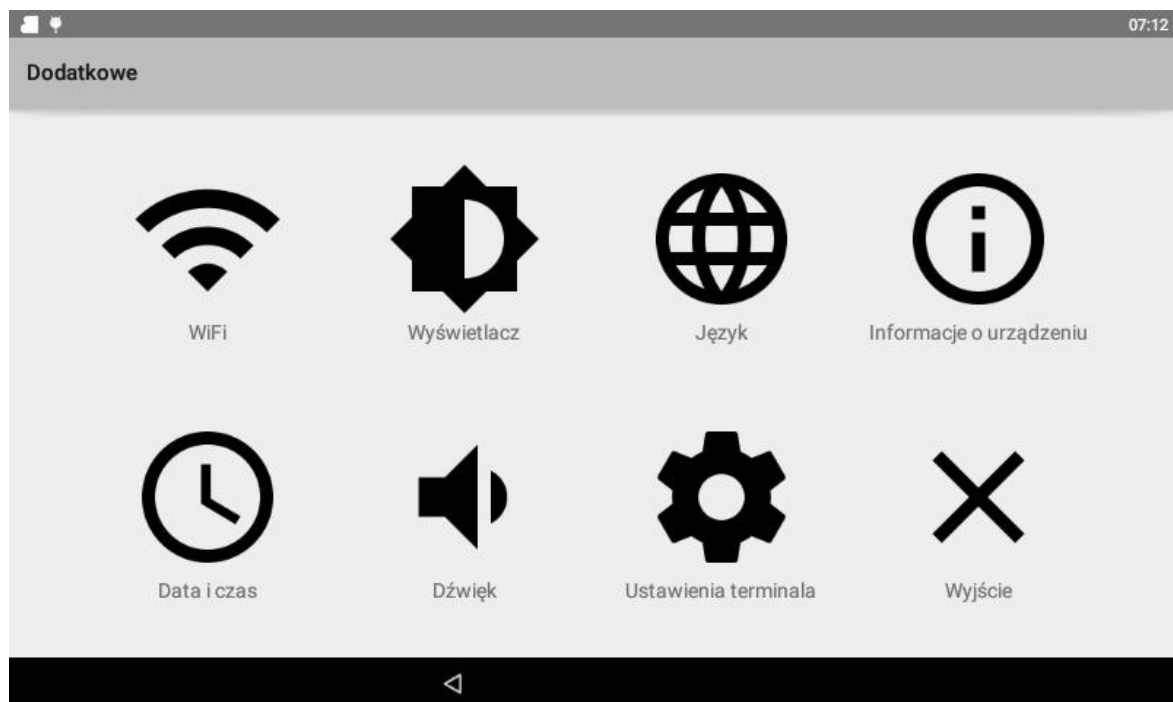 07:12
Dodatkowe
WiFi
Wyświetlacz
Język
Informacje o urządzeniu
Data i czas
Dźwięk
Ustawienia terminala
Wyjście